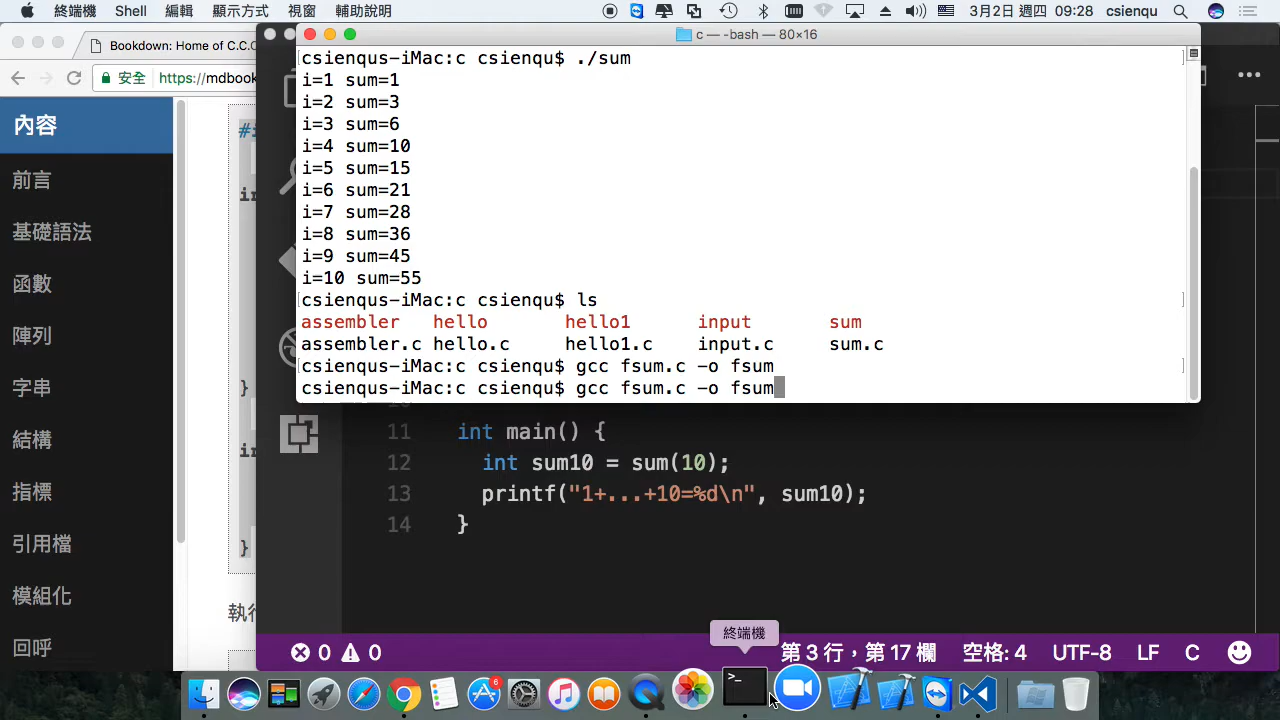 終端機 Shell 編輯 顯示方式 視窗 輔助說明 3月2日 週四 09:28 csienqu
Bookdown: Home of C.C.C
安全 https://mdbook
內容
前言
基礎語法
函數
陣列
字串
結構
指標
引用檔
模組化
回呼
#i
in
}
in
}
執行
c — -bash — 80×16
csienqus-iMac:c csienqu$ ./sum
i=1 sum=1
i=2 sum=3
i=3 sum=6
i=4 sum=10
i=5 sum=15
i=6 sum=21
i=7 sum=28
i=8 sum=36
i=9 sum=45
i=10 sum=55
csienqus-iMac:c csienqu$ ls
assembler hello hello1 input sum
assembler.c hello.c hello1.c input.c sum.c
csienqus-iMac:c csienqu$ gcc fsum.c -o fsum
csienqus-iMac:c csienqu$ gcc fsum.c -o fsum
11 int main() {
12 int sum10 = sum(10);
13 printf("1+...+10=%d\n", sum10);
14 }
終端機
0 0 第 3 行，第 17 欄 空格: 4 UTF-8 LF C
6